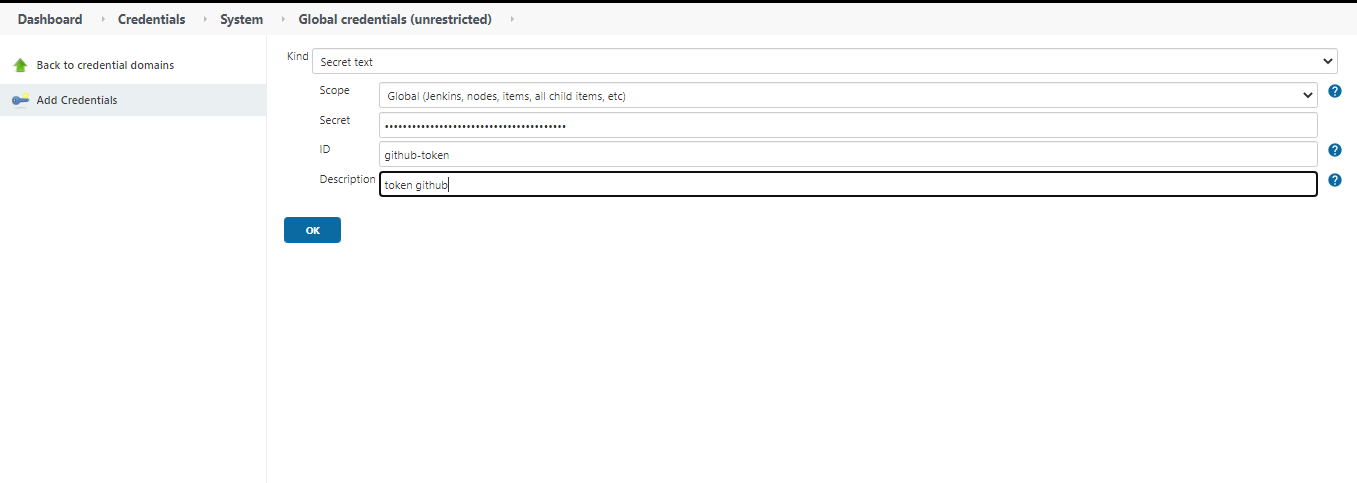 Dashboard Credentials System Global credentials (unrestricted)
Back to credential domains
Add Credentials
Kind Secret text
Scope Global (Jenkins, nodes, items, all child items, etc)
Secret ••••••••••••••••••••••••••••••••••••••••
ID github-token
Description token github
OK